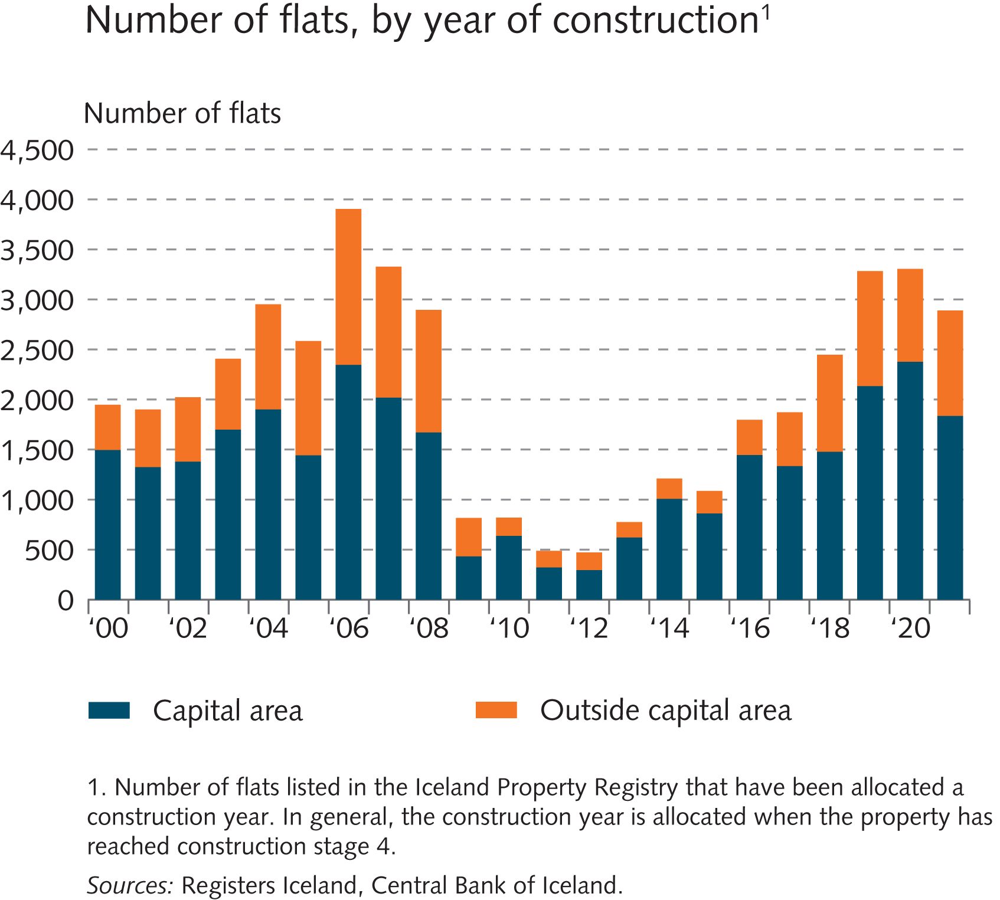 Number of flats, by year of construction1
Number of flats
4,500
4,000
3,500
3,000
2,500
2,000
1,500
1,000
500
0
‘00 ‘02 ‘04 ‘06 ‘08 ‘10 ‘12 ‘14 ‘16 ‘18 ‘20
Capital area Outside capital area
1. Number of flats listed in the Iceland Property Registry that have been allocated a
construction year. In general, the construction year is allocated when the property has
reached construction stage 4.
Sources: Registers Iceland, Central Bank of Iceland.